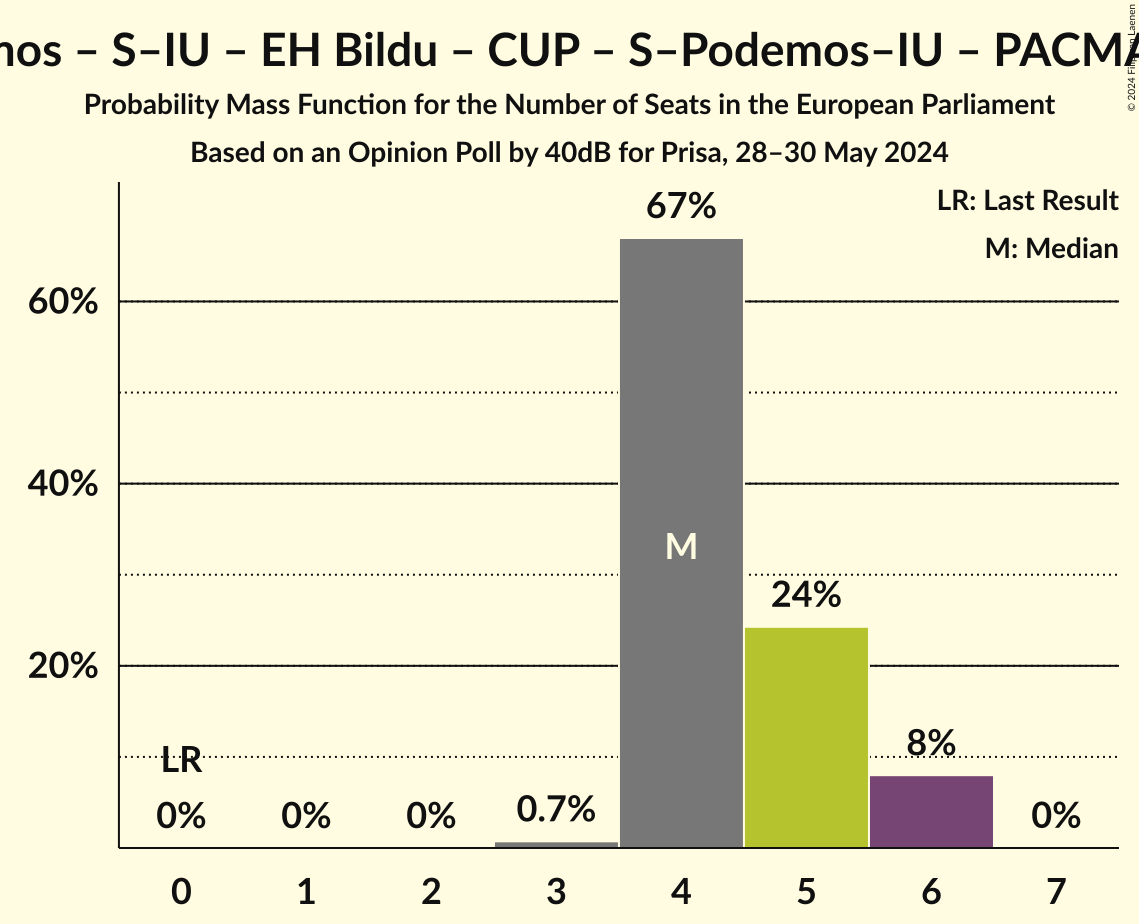 – S–IU – EH Bildu – CUP – S–Podemos–IU –
Probability Mass Function for the Number of Seats in the European Parliament
Based on an Opinion Poll by 40dB for Prisa, 28–30 May 2024
© 2024 Filip van Laenen
LR: Last Result
M: Median
67%
60%
40%
M
24%
20%
8%
LR
0%
0%
0%
0.7%
0%
0
1
2
3
4
5
6
7